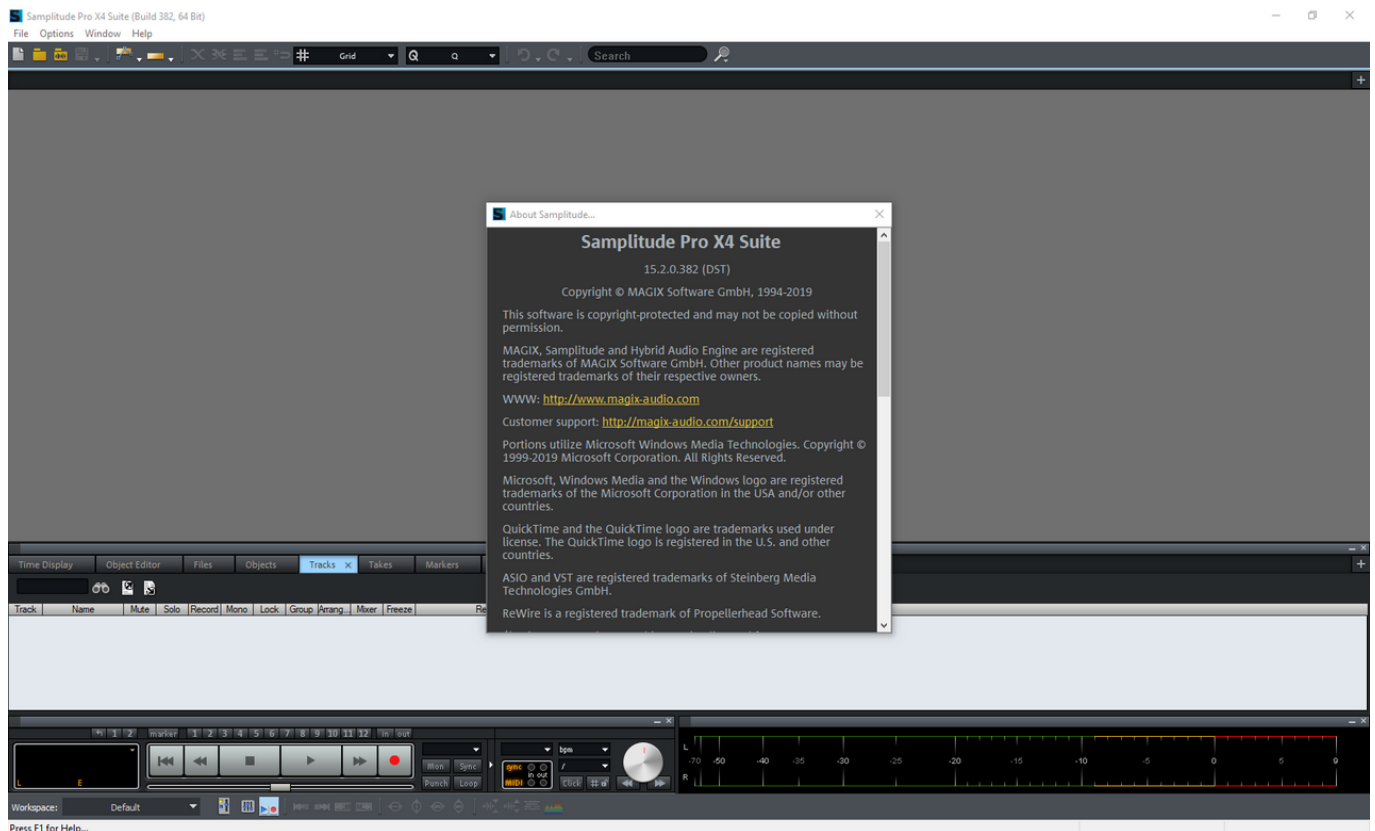 Samplitude Pro X4 Suite (Build 382, 64 Bit)
File Options Window Help
Grid Q Q Search
About Samplitude...
Samplitude Pro X4 Suite
15.2.0.382 (DST)
Copyright © MAGIX Software GmbH, 1994-2019
This software is copyright-protected and may not be copied without
permission.
MAGIX, Samplitude and Hybrid Audio Engine are registered
trademarks of MAGIX Software GmbH. Other product names may be
registered trademarks of their respective owners.
WWW: http://www.magix-audio.com
Customer support: http://magix-audio.com/support
Portions utilize Microsoft Windows Media Technologies. Copyright ©
1999-2019 Microsoft Corporation. All Rights Reserved.
Microsoft, Windows Media and the Windows logo are registered
trademarks of the Microsoft Corporation in the USA and/or other
countries.
QuickTime and the QuickTime logo are trademarks used under
license. The QuickTime logo is registered in the U.S. and other
countries.
ASIO and VST are registered trademarks of Steinberg Media
Technologies GmbH.
ReWire is a registered trademark of Propellerhead Software.
Time Display Object Editor Files Objects Tracks Takes Markers
Track Name Mute Solo Record Mono Lock Group Arrang... Mixer Freeze Re
1 2 marker 1 2 3 4 5 6 7 8 9 10 11 12 in out
L E
Mon Sync
Punch Loop
bpm
sync in out /
MIDI Click #
L
-70 -60 -40 -35 -30 -25 -20 -15 -10 -5 0 5 9
R
Workspace: Default
Press F1 for Help...